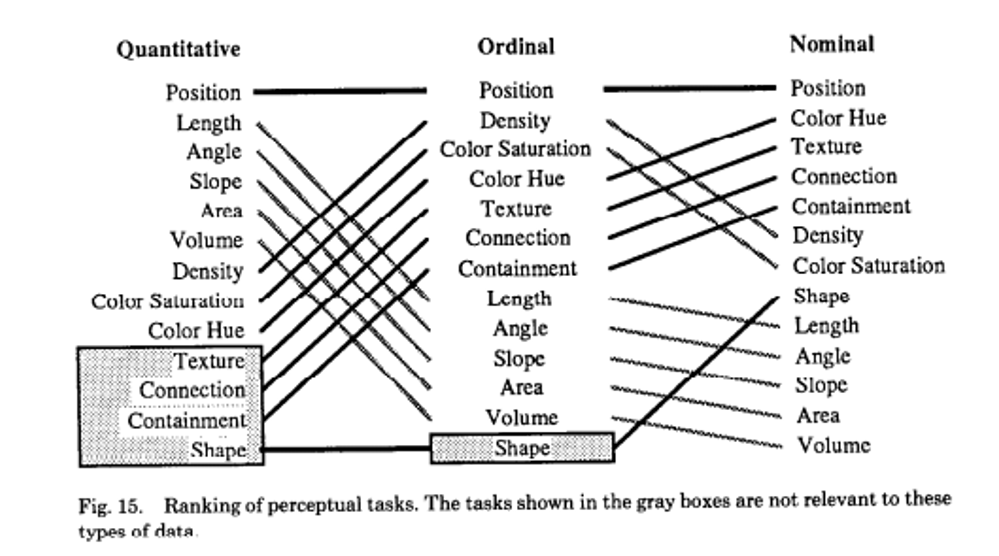 Quantitative Ordinal Nominal
Position Position Position
Length Density Color Hue
Angle Color Saturation Texture
Slope Color Hue Connection
Area Texture Containment
Volume Connection Density
Density Containment Color Saturation
Color Saturation Length Shape
Color Hue Angle Length
Texture Slope Angle
Connection Area Slope
Containment Volume Area
Shape Shape Volume
Fig. 15. Ranking of perceptual tasks. The tasks shown in the gray boxes are not relevant to these
types of data.